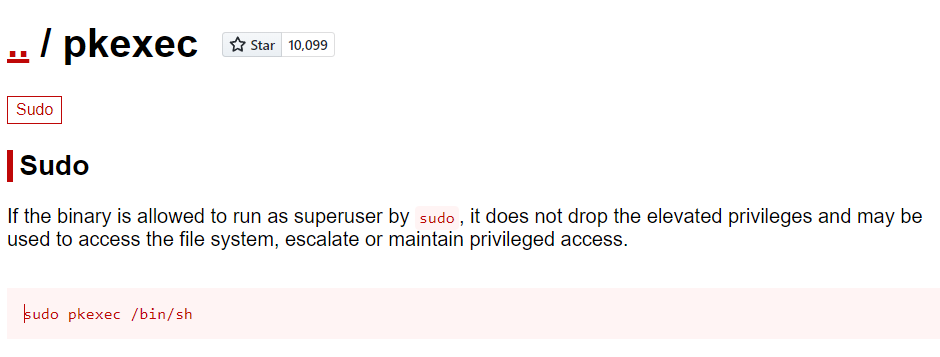 .. / pkexec Star 10,099
Sudo
Sudo
If the binary is allowed to run as superuser by sudo, it does not drop the elevated privileges and may be
used to access the file system, escalate or maintain privileged access.
sudo pkexec /bin/sh